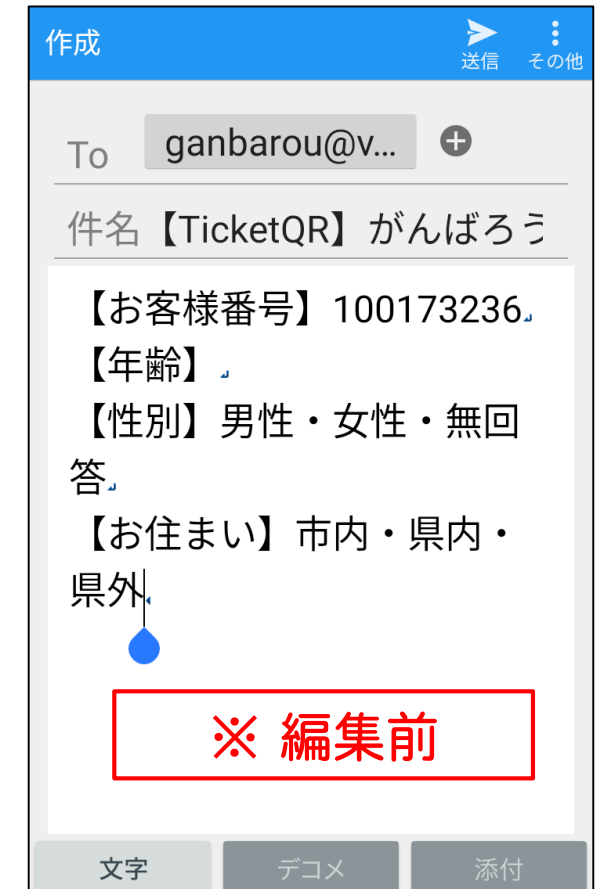 作成
送信 その他
To ganbarou@v...
件名【TicketQR】がんばろう
【お客様番号】100173236
【年齢】
【性別】男性・女性・無回
答
【お住まい】市内・県内・
県外
※ 編集前
文字 デコメ 添付